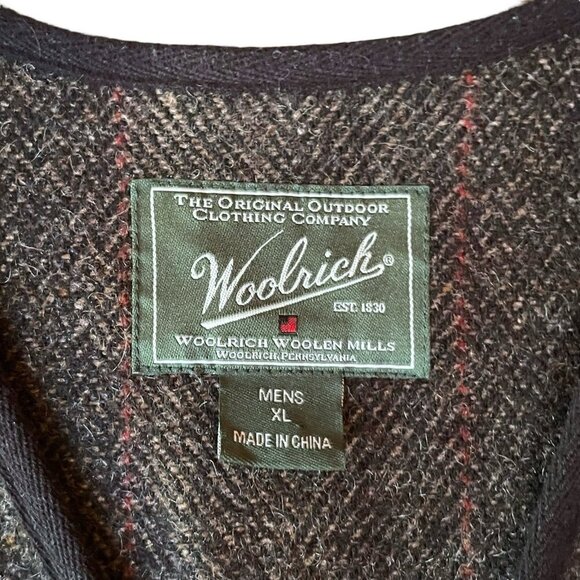 THE ORIGINAL OUTDOOR
CLOTHING COMPANY
Woolrich®
EST. 1830
WOOLRICH WOOLEN MILLS
WOOLRICH, PENNSYLVANIA
MENS
XL
MADE IN CHINA